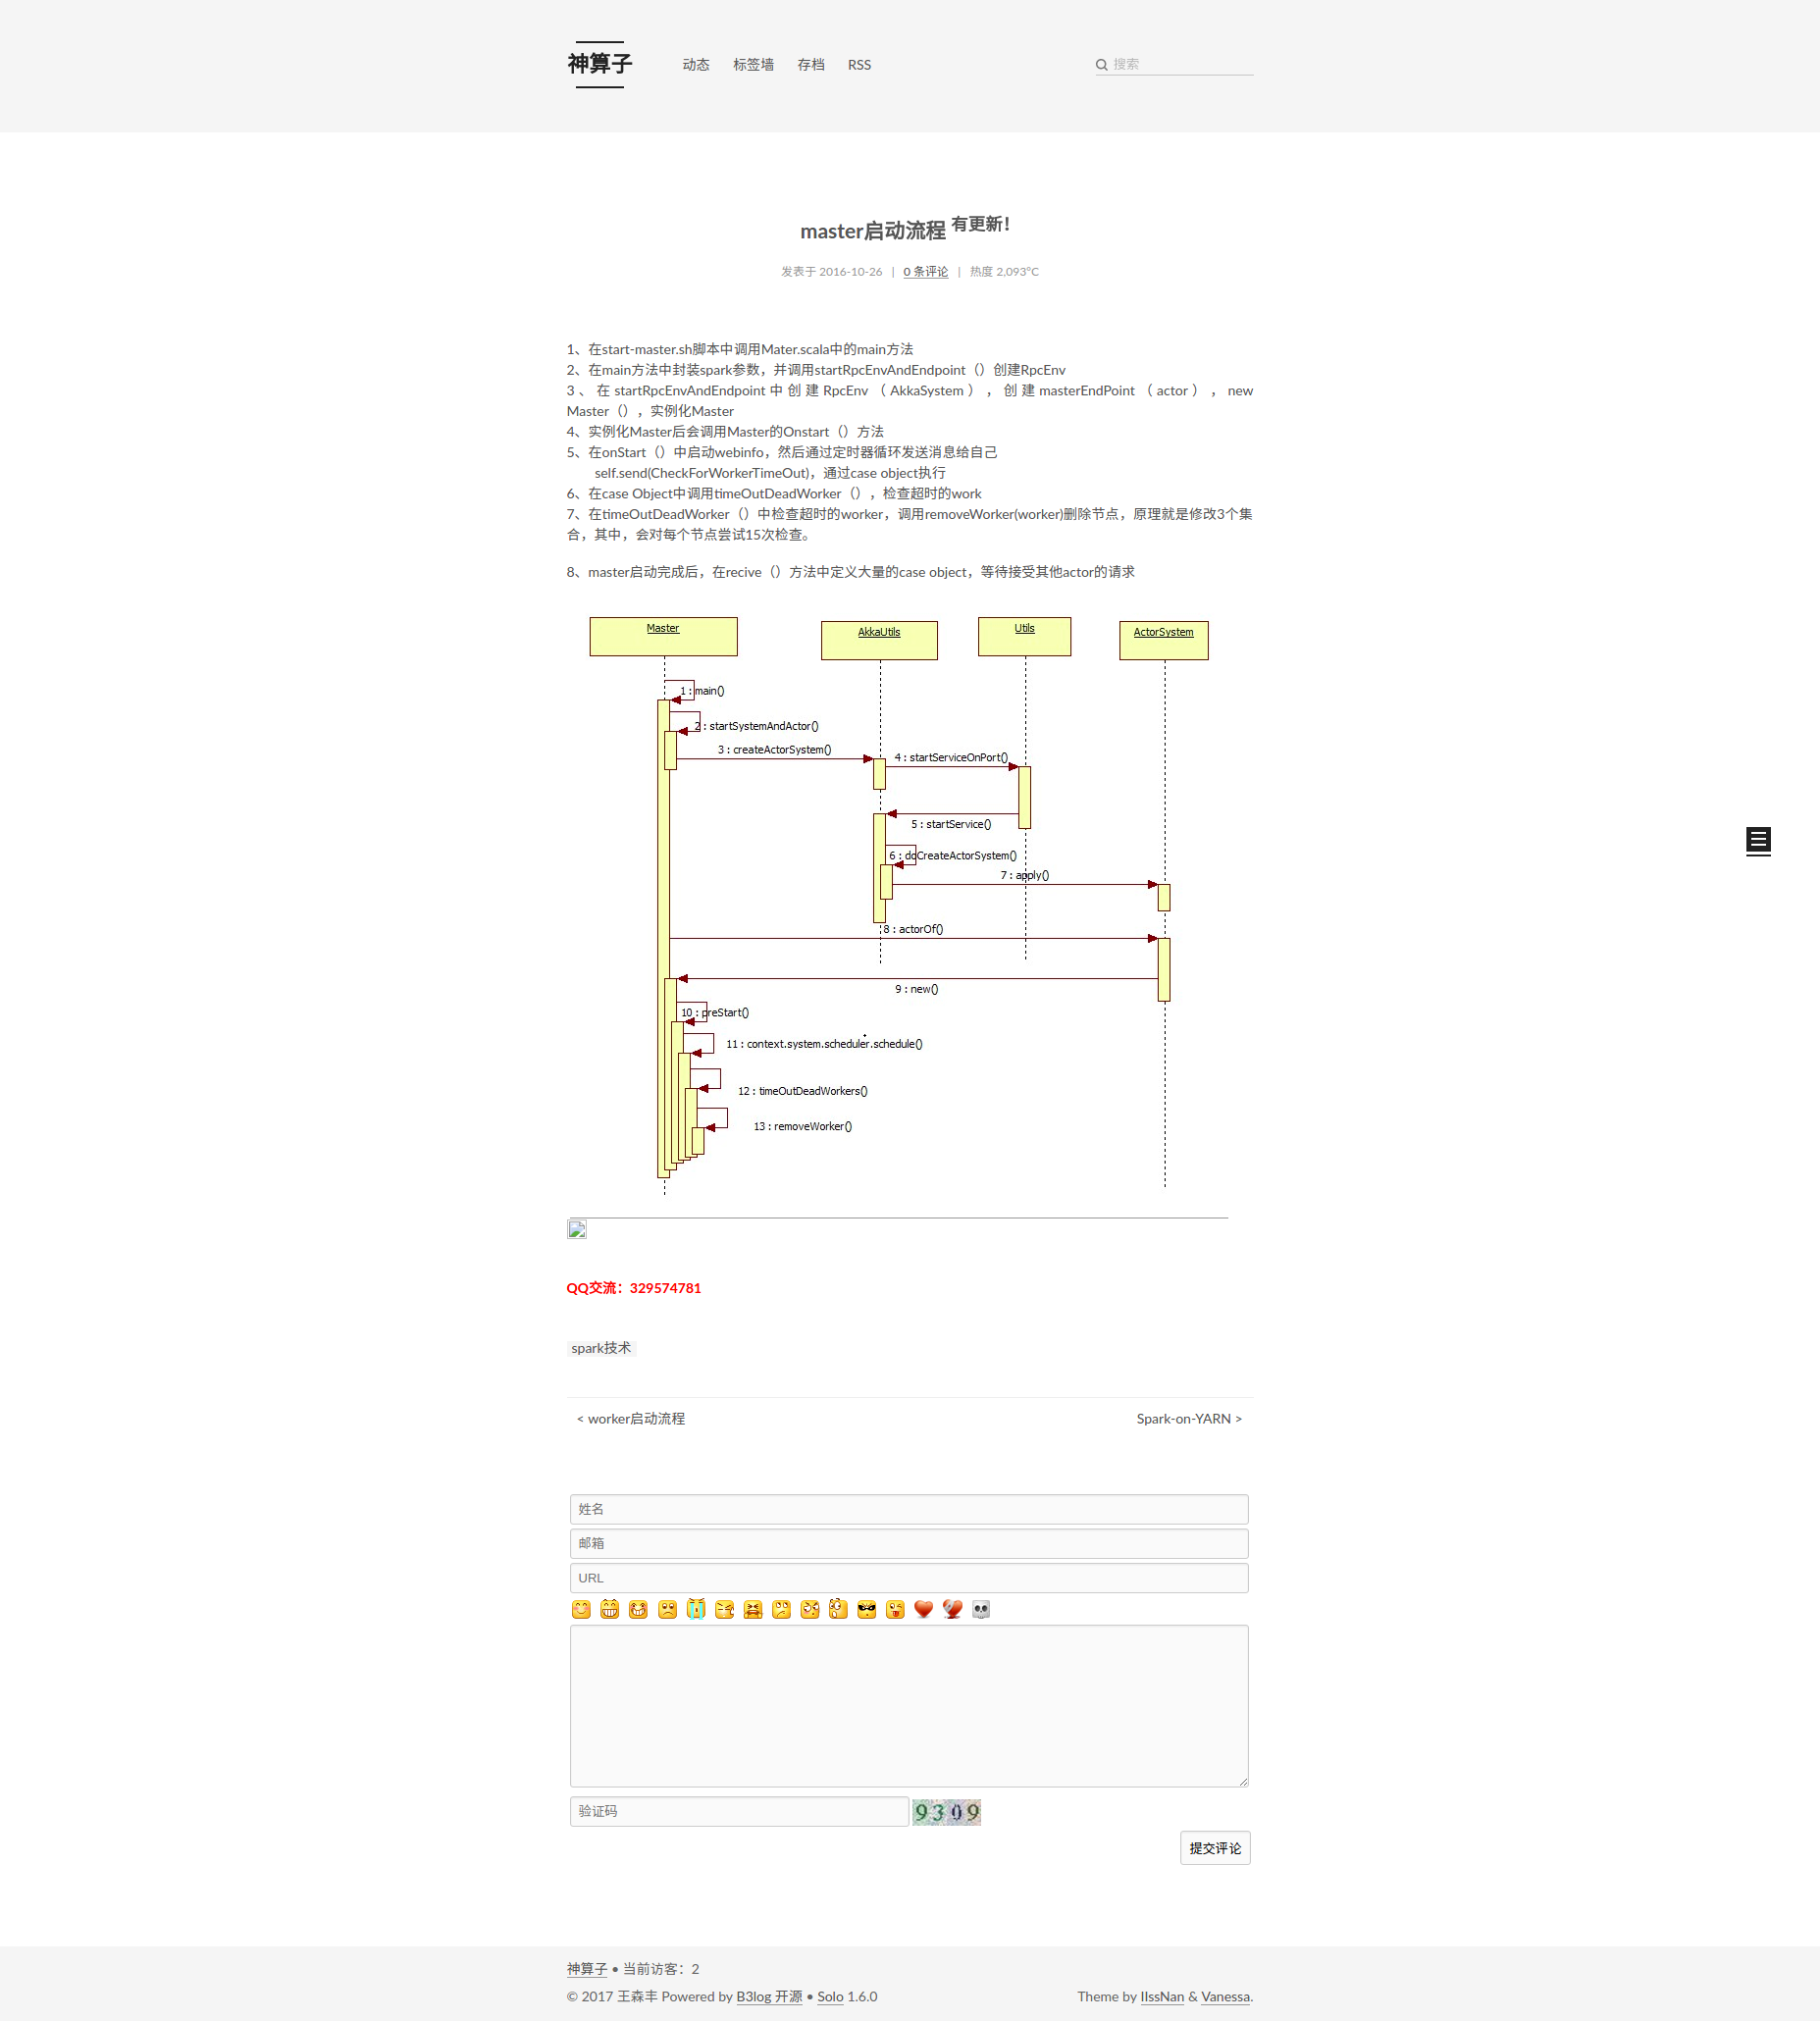 神算子
动态 标签墙 存档 RSS
搜索
master启动流程 有更新!
发表于 2016-10-26 | 0 条评论 | 热度 2,093°C
1、在start-master.sh脚本中调用Mater.scala中的main方法
2、在main方法中封装spark参数，并调用startRpcEnvAndEndpoint（）创建RpcEnv
3、在startRpcEnvAndEndpoint中创建RpcEnv（AkkaSystem），创建masterEndPoint（actor），new
Master（），实例化Master
4、实例化Master后会调用Master的Onstart（）方法
5、在onStart（）中启动webinfo，然后通过定时器循环发送消息给自己
self.send(CheckForWorkerTimeOut)，通过case object执行
6、在case Object中调用timeOutDeadWorker（），检查超时的work
7、在timeOutDeadWorker（）中检查超时的worker，调用removeWorker(worker)删除节点，原理就是修改3个集
合，其中，会对每个节点尝试15次检查。
8、master启动完成后，在recive（）方法中定义大量的case object，等待接受其他actor的请求
Master
AkkaUtils
Utils
ActorSystem
1 : main()
2 : startSystemAndActor()
3 : createActorSystem()
4 : startServiceOnPort()
5 : startService()
6 : doCreateActorSystem()
7 : apply()
8 : actorOf()
9 : new()
10 : preStart()
11 : context.system.scheduler.schedule()
12 : timeOutDeadWorkers()
13 : removeWorker()
QQ交流：329574781
spark技术
< worker启动流程
Spark-on-YARN >
姓名
邮箱
URL
验证码
9309
提交评论
神算子 • 当前访客：2
© 2017 王森丰 Powered by B3log 开源 • Solo 1.6.0
Theme by IIssNan & Vanessa.